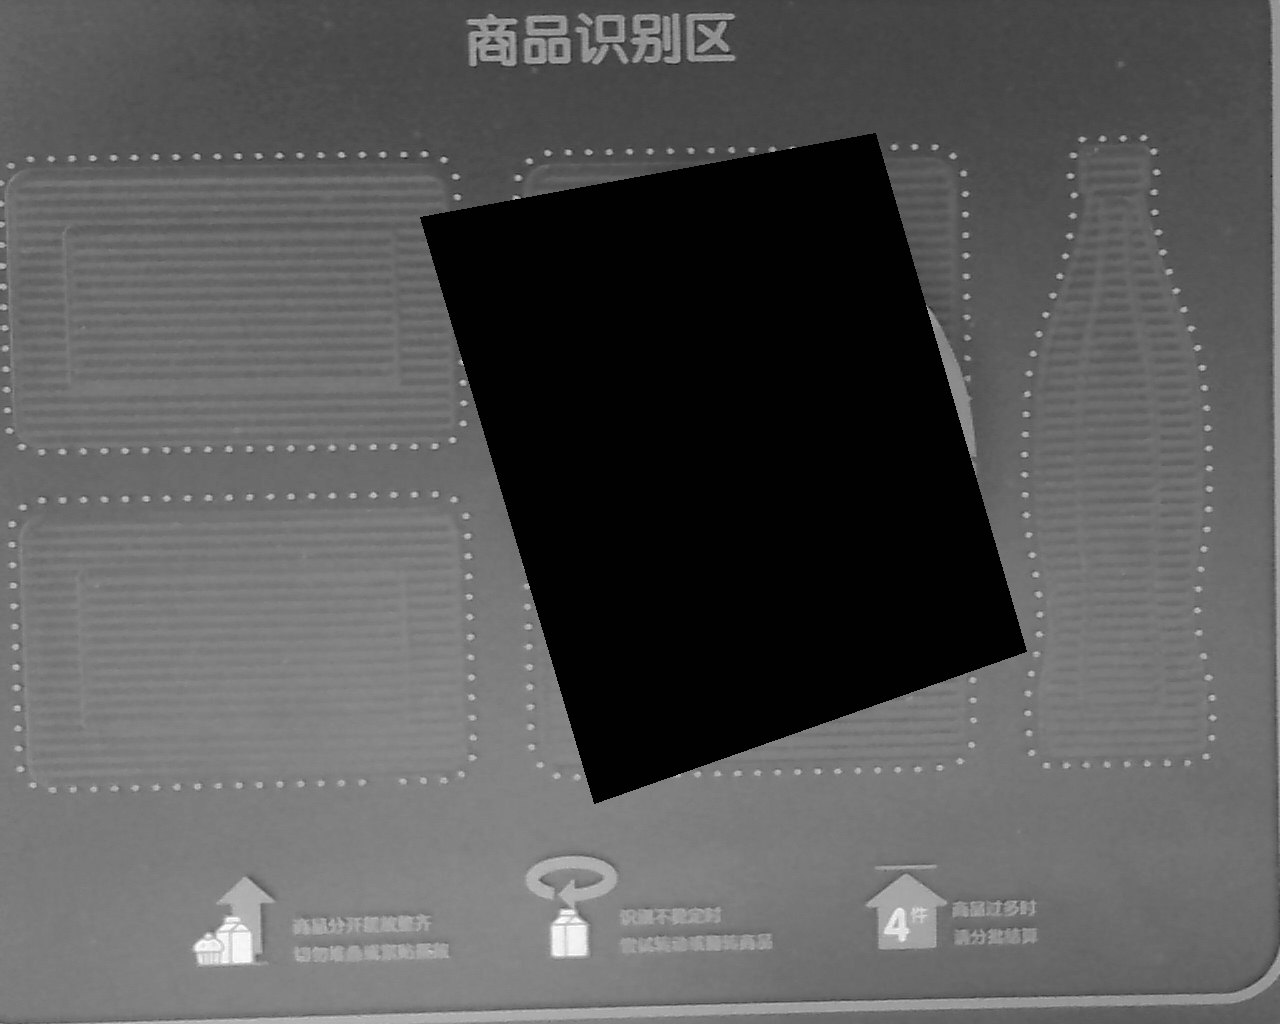 商品识别区
商品分开摆放整齐
切勿堆叠或紧贴摆放
识别不稳定时
尝试转动或翻转商品
4件
商品过多时
请分批结算